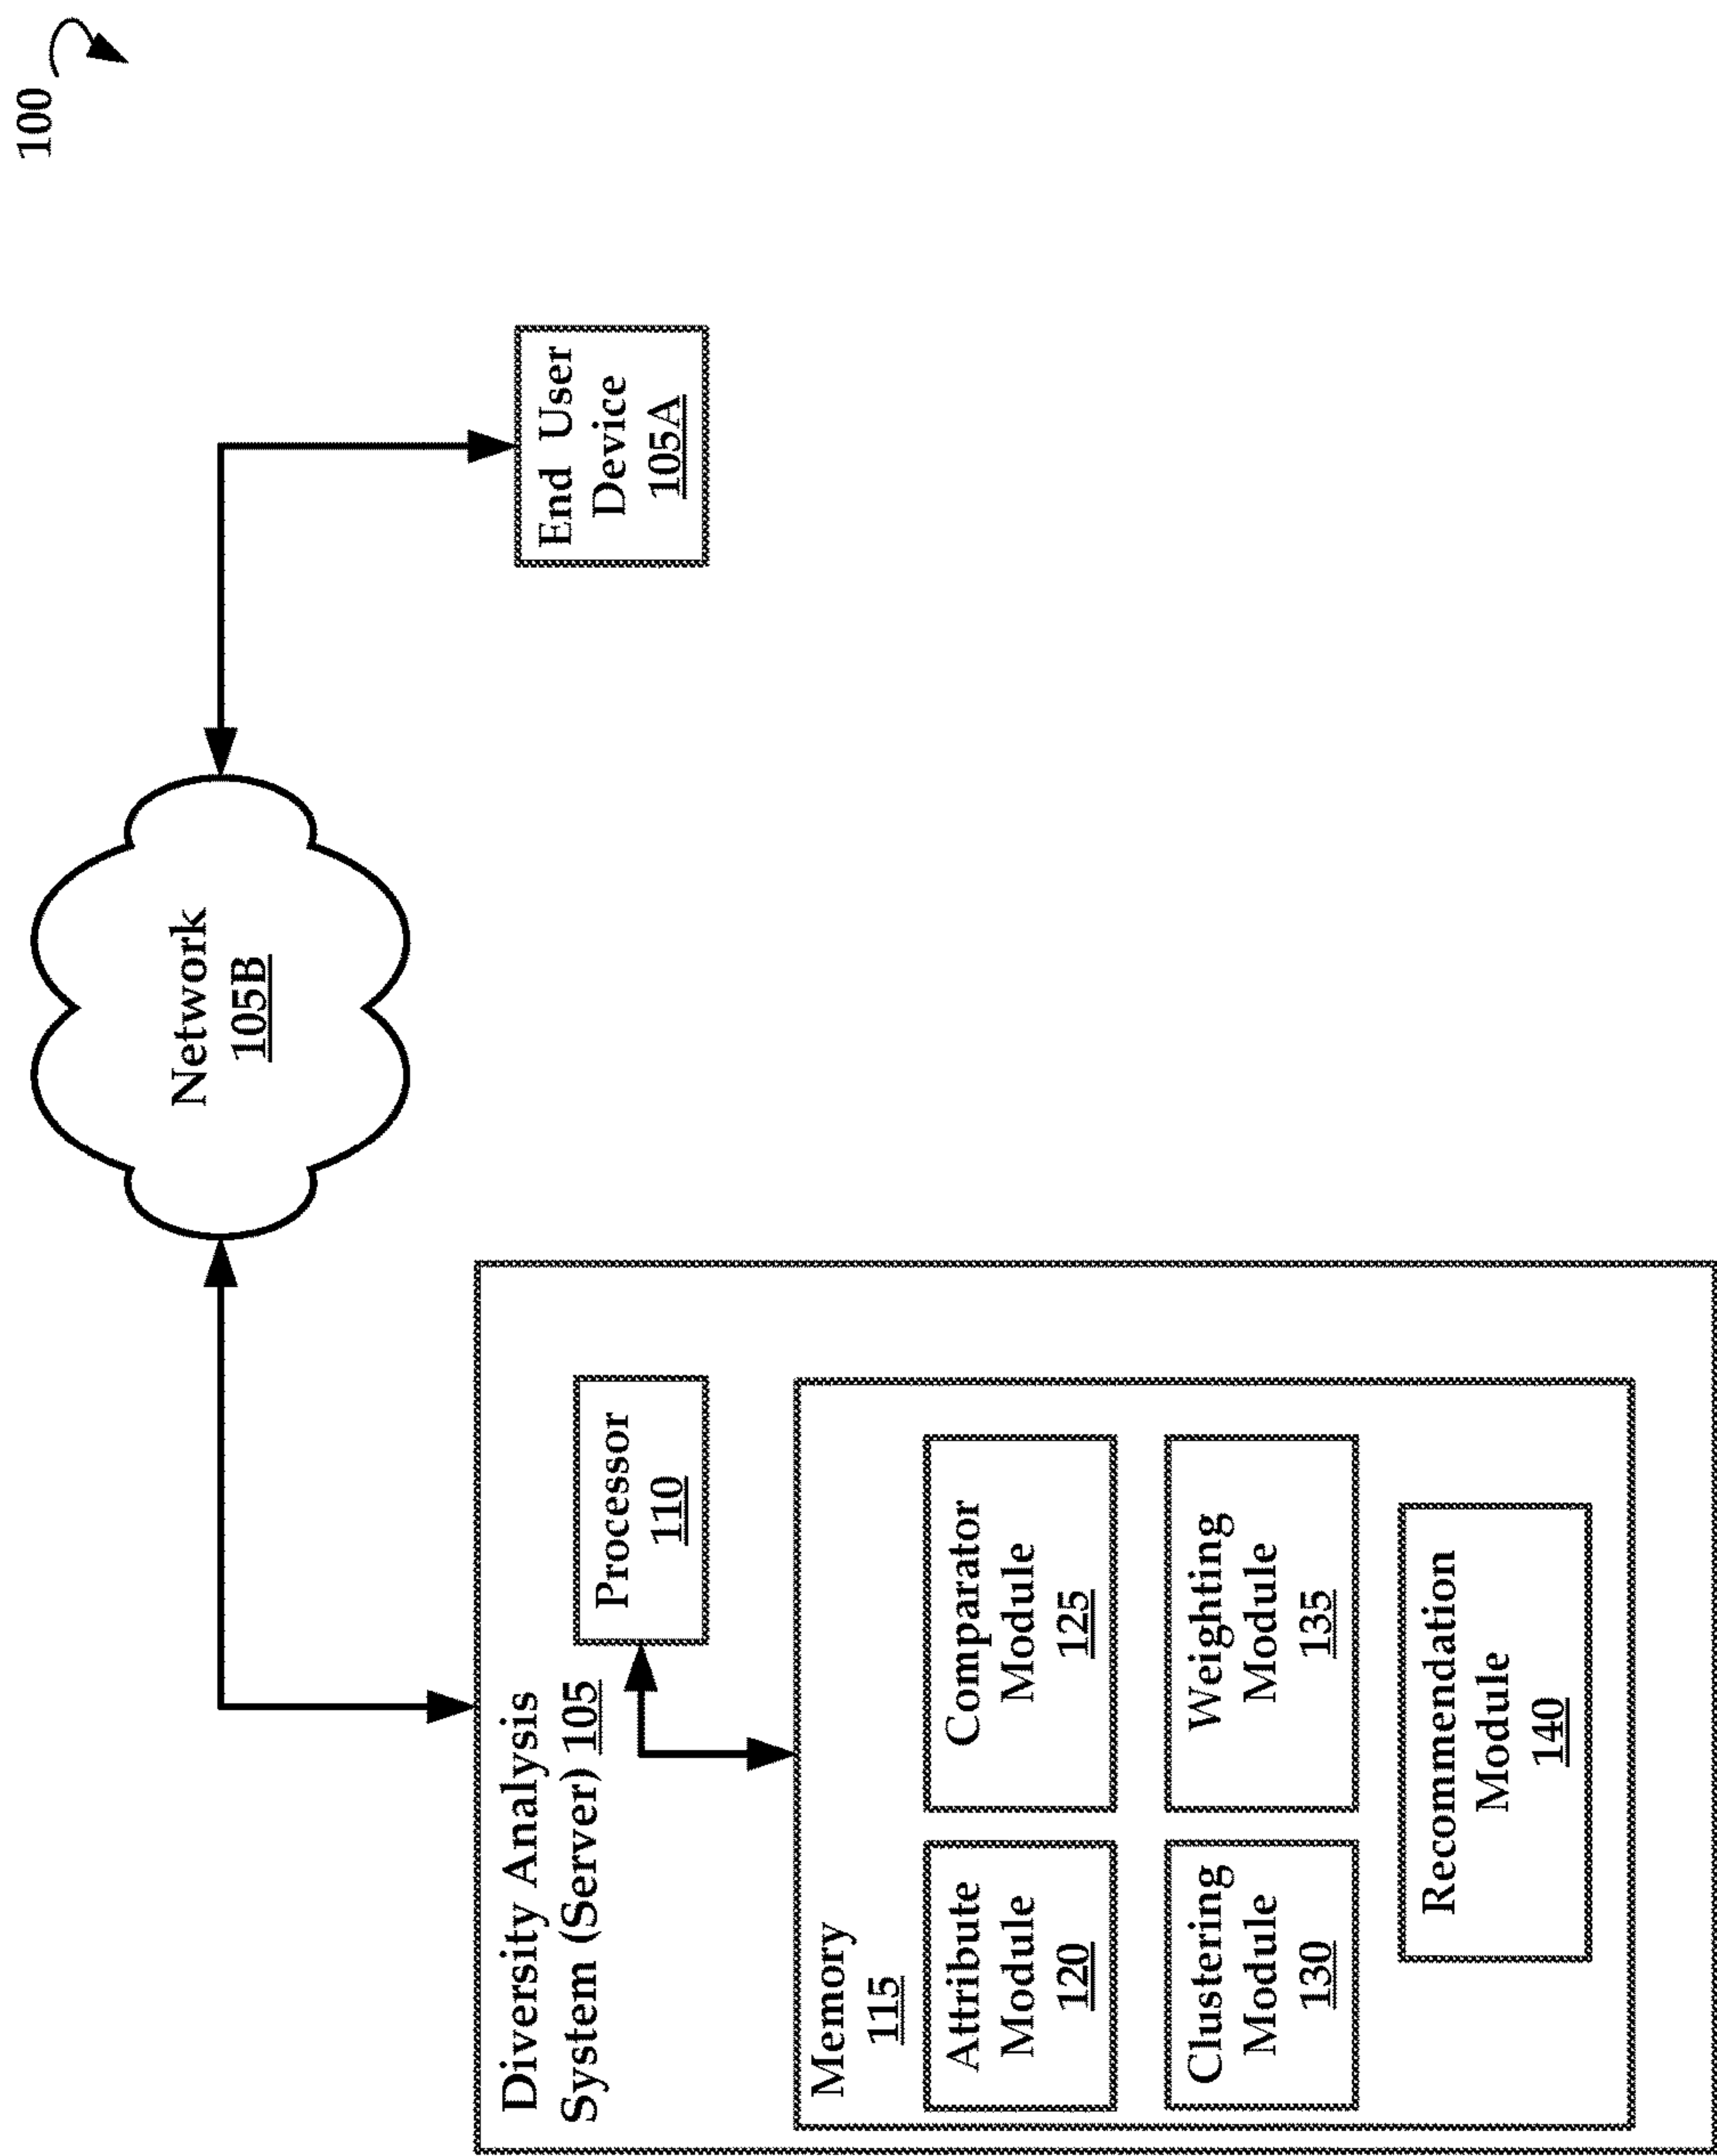 100
Network
105B
End User
Device
105A
Diversity Analysis
System (Server) 105
Processor
110
Memory
115
Attribute
Module
120
Comparator
Module
125
Clustering
Module
130
Weighting
Module
135
Recommendation
Module
140